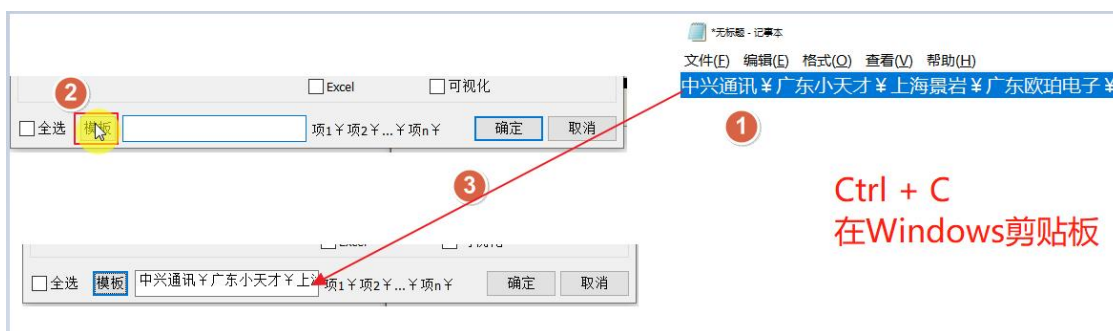 *无标题 - 记事本
文件(F) 编辑(E) 格式(O) 查看(V) 帮助(H)
中兴通讯¥广东小天才¥上海景岩¥广东欧珀电子¥
1
Ctrl + C
在Windows剪贴板
Excel 可视化
2
全选 模板 项1¥项2¥...¥项n¥ 确定 取消
3
全选 模板 中兴通讯¥广东小天才¥上 项1¥项2¥...¥项n¥ 确定 取消